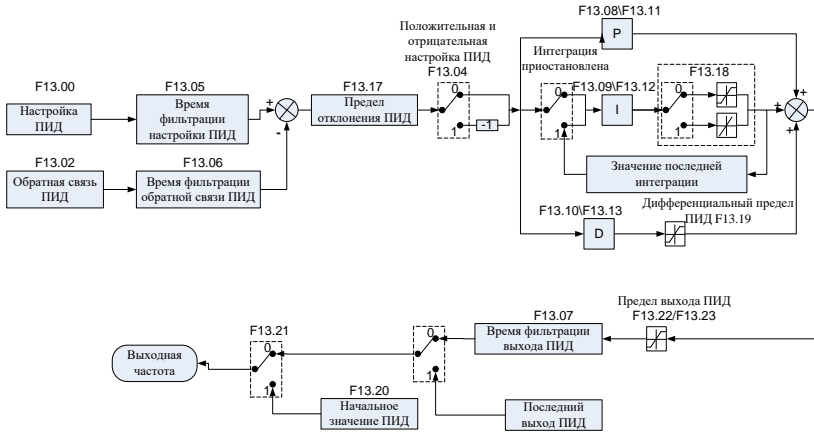 F13.00
Настройка
ПИД
F13.05
Время
фильтрации
настройки ПИД
+
-
F13.17
Предел
отклонения ПИД
Положительная и
отрицательная
настройка ПИД
F13.04
0
1
-1
F13.02
Обратная связь
ПИД
F13.06
Время фильтрации
обратной связи ПИД
F13.08\F13.11
P
Интеграция
приостановлена
0
1
F13.09\F13.12
I
F13.18
0
1
+
+
+
Значение последней
интеграции
F13.10\F13.13
D
Дифференциальный предел
ПИД F13.19
Выходная
частота
F13.21
0
1
F13.20
Начальное
значение ПИД
0
1
Последний
выход ПИД
F13.07
Время фильтрации
выхода ПИД
Предел выхода ПИД
F13.22/F13.23